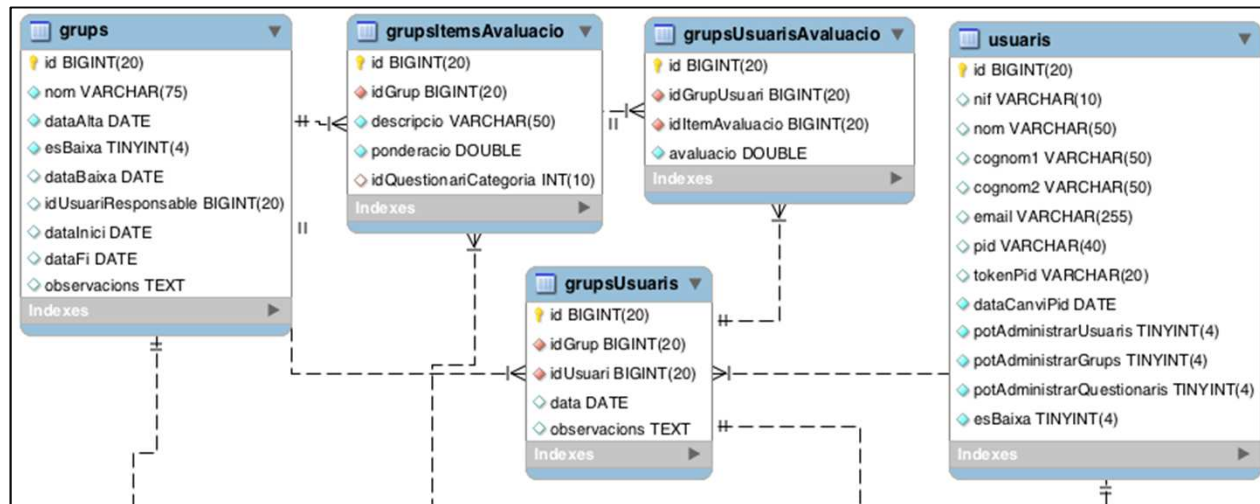 grups
id BIGINT(20)
nom VARCHAR(75)
dataAlta DATE
esBaixa TINYINT(4)
dataBaixa DATE
idUsuariResponsable BIGINT(20)
dataInici DATE
dataFi DATE
observacions TEXT
Indexes
grupsItemsAvaluacio
id BIGINT(20)
idGrup BIGINT(20)
descripcio VARCHAR(50)
ponderacio DOUBLE
idQuestionariCategoria INT(10)
Indexes
grupsUsuarisAvaluacio
id BIGINT(20)
idGrupUsuari BIGINT(20)
idItemAvaluacio BIGINT(20)
avaluacio DOUBLE
Indexes
grupsUsuaris
id BIGINT(20)
idGrup BIGINT(20)
idUsuari BIGINT(20)
data DATE
observacions TEXT
Indexes
usuaris
id BIGINT(20)
nif VARCHAR(10)
nom VARCHAR(50)
cognom1 VARCHAR(50)
cognom2 VARCHAR(50)
email VARCHAR(255)
pid VARCHAR(40)
tokenPid VARCHAR(20)
dataCanviPid DATE
potAdministrarUsuaris TINYINT(4)
potAdministrarGrups TINYINT(4)
potAdministrarQuestionaris TINYINT(4)
esBaixa TINYINT(4)
Indexes